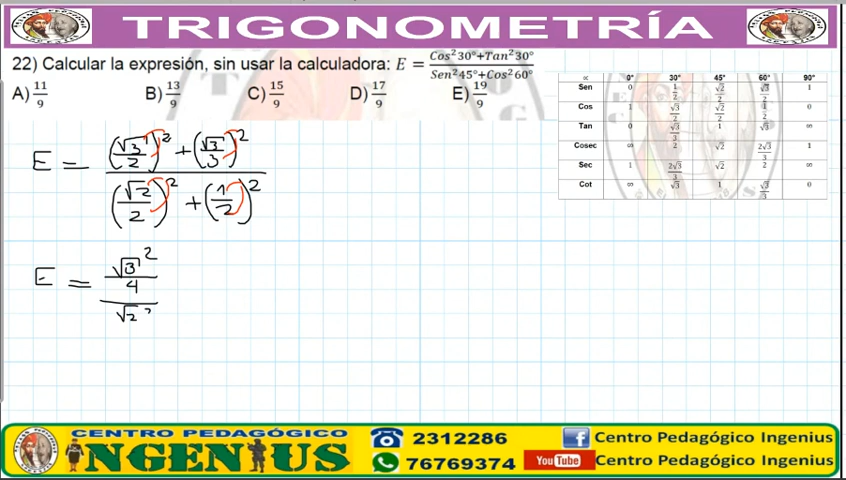 TRIGONOMETRÍA
22) Calcular la expresión, sin usar la calculadora: E = (Cos²30°+Tan²30°)/(Sen²45°+Cos²60°)
A) 11/9 B) 13/9 C) 15/9 D) 17/9 E) 19/9
∝ 0° 30° 45° 60° 90°
Sen 0 1/2 √2/2 √3/2 1
Cos 1 √3/2 √2/2 1/2 0
Tan 0 √3/3 1 √3 ∞
Cosec ∞ 2 √2 2√3/3 1
Sec 1 2√3/3 √2 2 ∞
Cot ∞ √3 1 √3/3 0
E = ((√3/2)² + (√3/3)²)/((√2/2)² + (1/2)²)
E = (√3²/4)/√2²
CENTRO PEDAGÓGICO
INGENIUS
2312286
76769374
f Centro Pedagógico Ingenius
You Tube Centro Pedagógico Ingenius